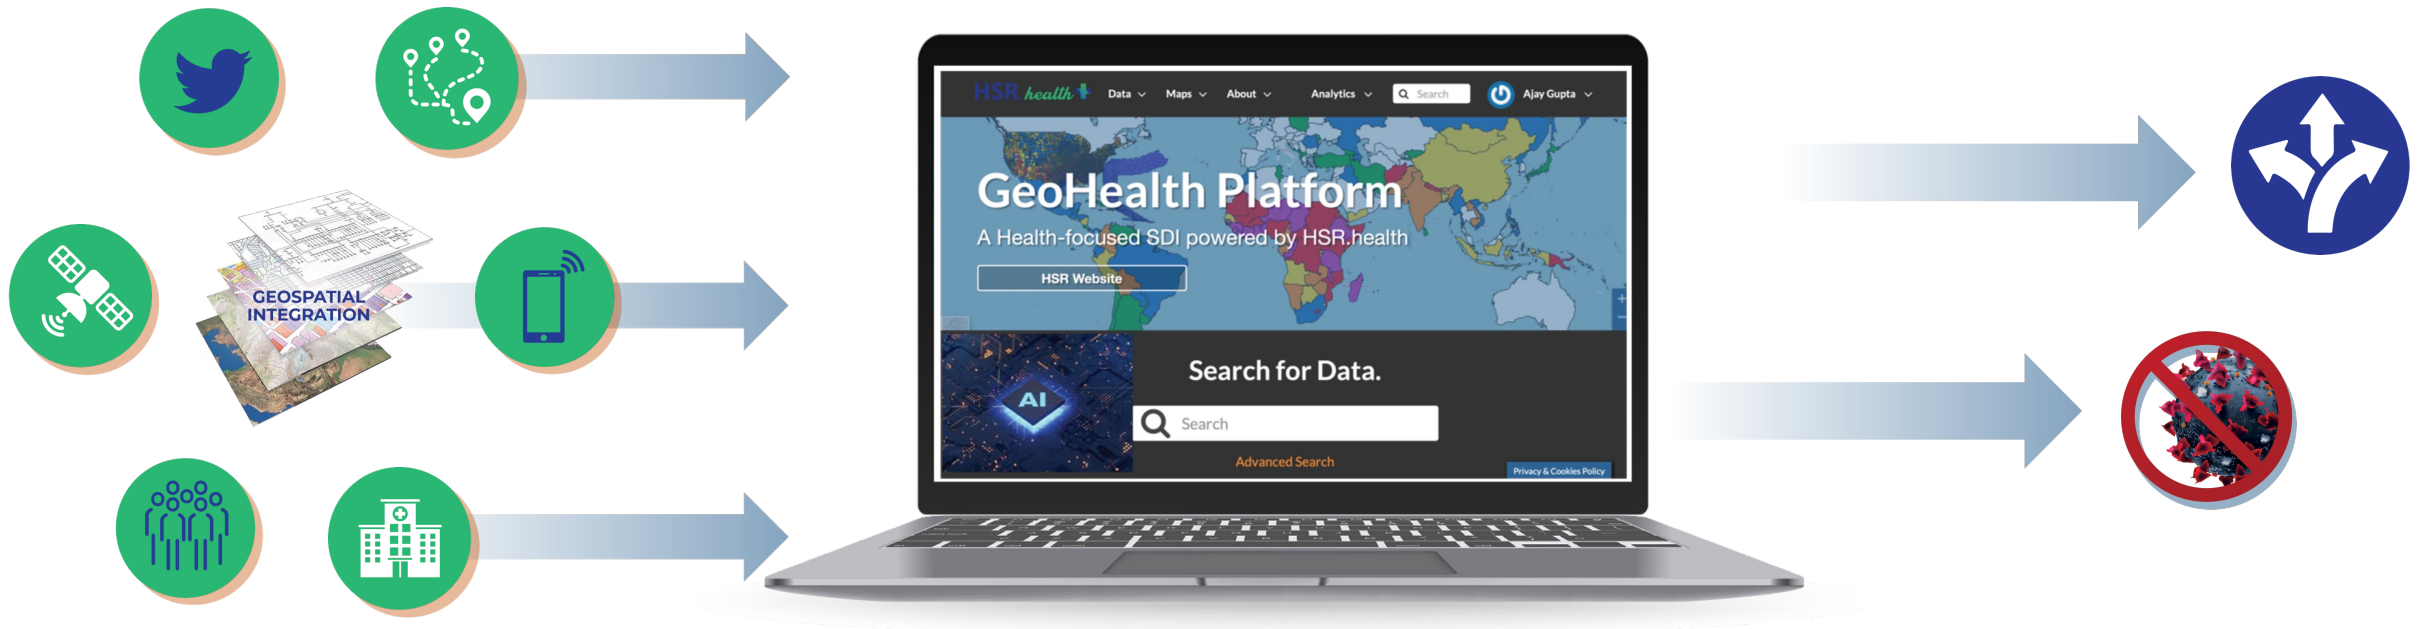 GEOSPATIAL
INTEGRATION
HSR.health Data Maps About Analytics Search Ajay Gupta
GeoHealth Platform
A Health-focused SDI powered by HSR.health
HSR Website
+
−
AI
Search for Data.
Search
Advanced Search
Privacy & Cookies Policy